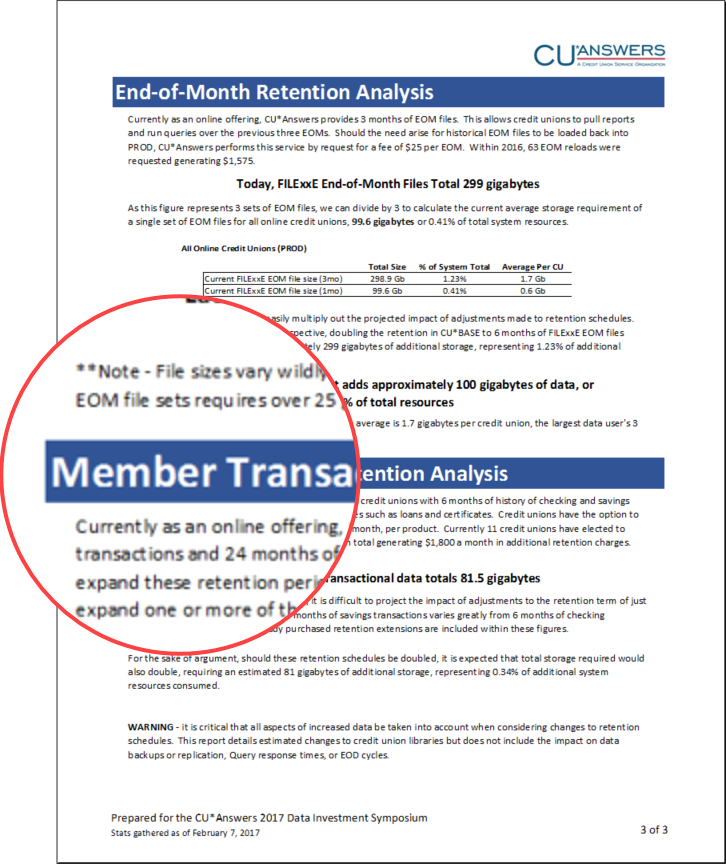 CU*ANSWERS
A CREDIT UNION SERVICE ORGANIZATION
End-of-Month Retention Analysis
Currently as an online offering, CU*Answers provides 3 months of EOM files. This allows credit unions to pull reports
and run queries over the previous three EOMs. Should the need arise for historical EOM files to be loaded back into
PROD, CU*Answers performs this service by request for a fee of $25 per EOM. Within 2016, 63 EOM reloads were
requested generating $1,575.
Today, FILExxE End-of-Month Files Total 299 gigabytes
As this figure represents 3 sets of EOM files, we can divide by 3 to calculate the current average storage requirement of
a single set of EOM files for all online credit unions, 99.6 gigabytes or 0.41% of total system resources.
All Online Credit Unions (PROD)
Total Size % of System Total Average Per CU
Current FILExxE EOM file size (3mo) 298.9 Gb 1.23% 1.7 Gb
Current FILExxE EOM file size (1mo) 99.6 Gb 0.41% 0.6 Gb
easily multiply out the projected impact of adjustments made to retention schedules.
spective, doubling the retention in CU*BASE to 6 months of FILExxE EOM files
tely 299 gigabytes of additional storage, representing 1.23% of additional
**Note - File sizes vary wildly
adds approximately 100 gigabytes of data, or
EOM file sets requires over 25
% of total resources
average is 1.7 gigabytes per credit union, the largest data user's 3
Member Transa
tention Analysis
credit unions with 6 months of history of checking and savings
es such as loans and certificates. Credit unions have the option to
Currently as an online offering,
month, per product. Currently 11 credit unions have elected to
total generating $1,800 a month in additional retention charges.
transactions and 24 months of
expand these retention peri
ransactional data totals 81.5 gigabytes
expand one or more of th
it is difficult to project the impact of adjustments to the retention term of just
months of savings transactions varies greatly from 6 months of checking
dy purchased retention extensions are included within these figures.
For the sake of argument, should these retention schedules be doubled, it is expected that total storage required would
also double, requiring an estimated 81 gigabytes of additional storage, representing 0.34% of additional system
resources consumed.
WARNING - it is critical that all aspects of increased data be taken into account when considering changes to retention
schedules. This report details estimated changes to credit union libraries but does not include the impact on data
backups or replication, Query response times, or EOD cycles.
Prepared for the CU*Answers 2017 Data Investment Symposium
Stats gathered as of February 7, 2017
3 of 3